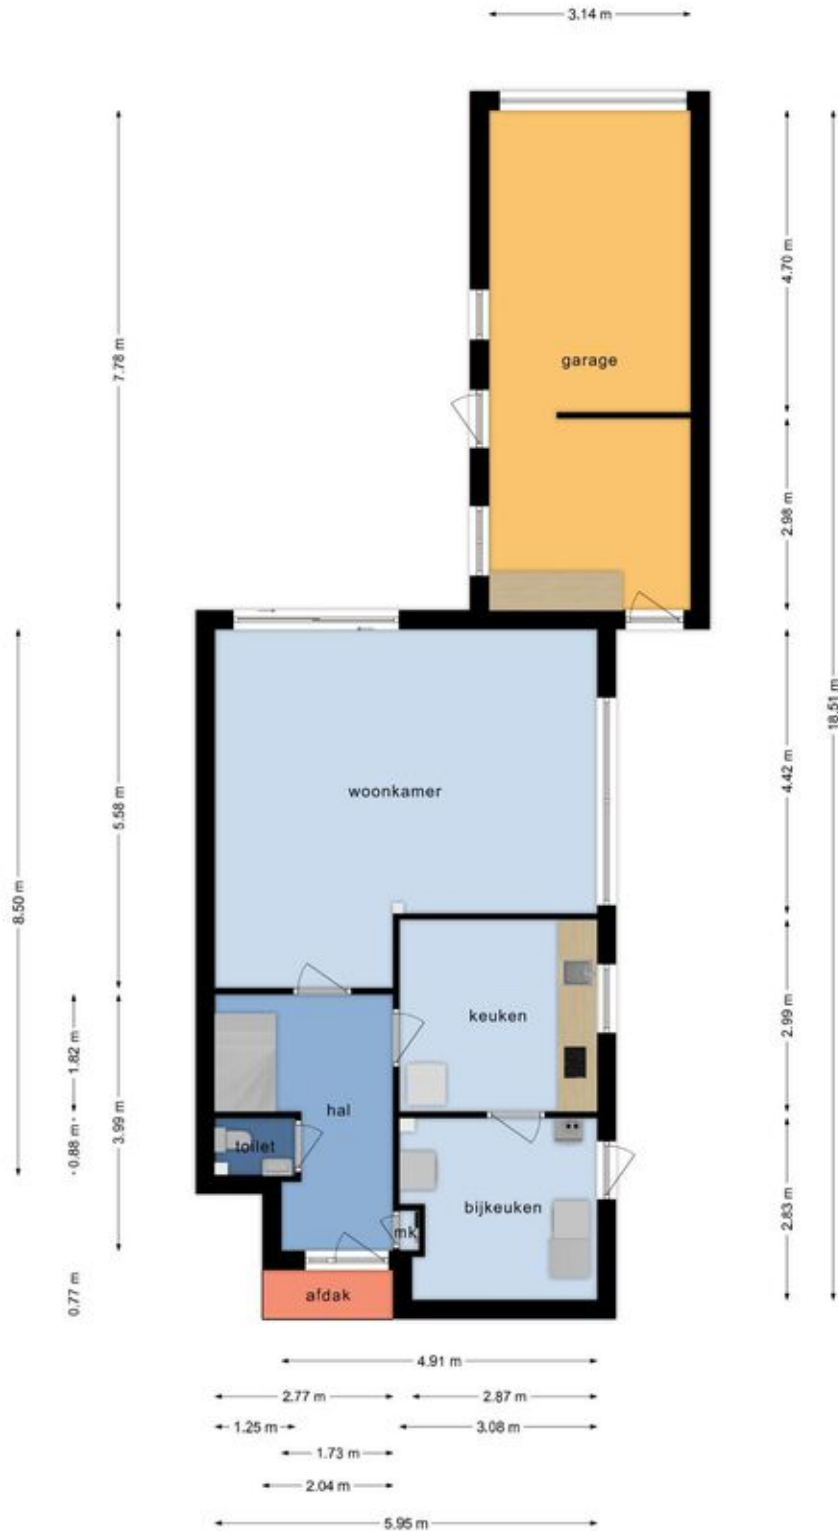 3.14 m
4.70 m
7.78 m
garage
2.98 m
18.51 m
4.42 m
woonkamer
5.58 m
8.50 m
keuken
2.99 m
1.82 m
hal
3.99 m
toilet
0.88 m
bijkeuken
2.83 m
mk
afdak
0.77 m
4.91 m
2.77 m
2.87 m
1.25 m
3.08 m
1.73 m
2.04 m
5.95 m